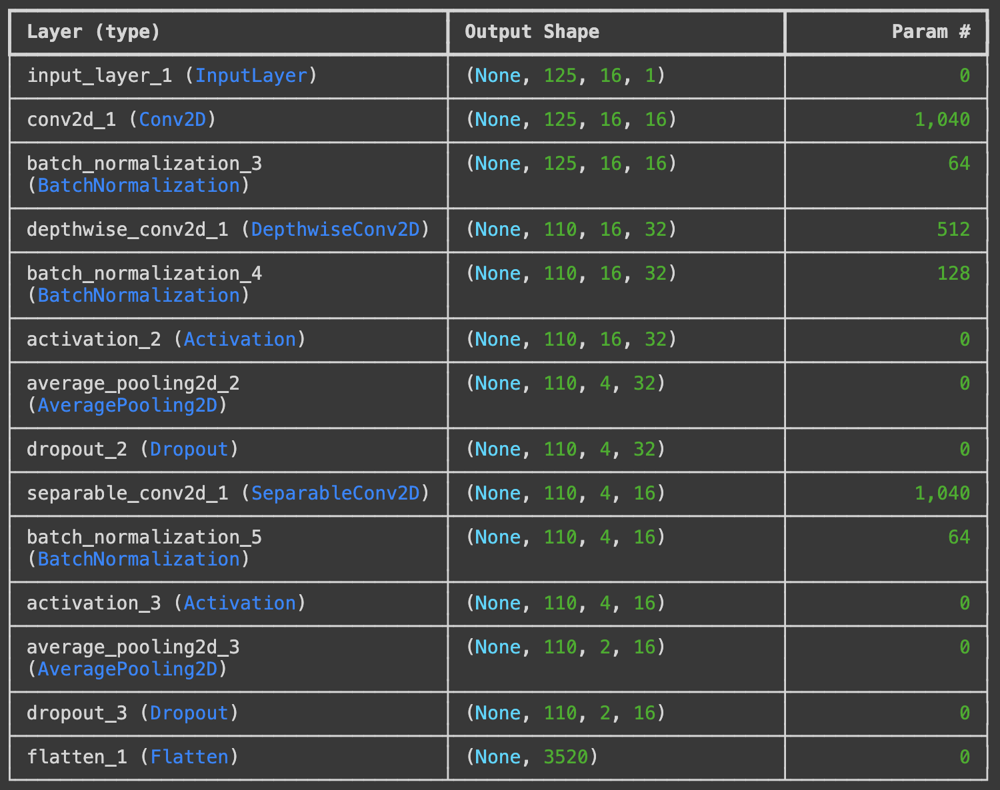 Layer (type) Output Shape Param #
input_layer_1 (InputLayer) (None, 125, 16, 1) 0
conv2d_1 (Conv2D) (None, 125, 16, 16) 1,040
batch_normalization_3 (None, 125, 16, 16) 64
(BatchNormalization)
depthwise_conv2d_1 (DepthwiseConv2D) (None, 110, 16, 32) 512
batch_normalization_4 (None, 110, 16, 32) 128
(BatchNormalization)
activation_2 (Activation) (None, 110, 16, 32) 0
average_pooling2d_2 (None, 110, 4, 32) 0
(AveragePooling2D)
dropout_2 (Dropout) (None, 110, 4, 32) 0
separable_conv2d_1 (SeparableConv2D) (None, 110, 4, 16) 1,040
batch_normalization_5 (None, 110, 4, 16) 64
(BatchNormalization)
activation_3 (Activation) (None, 110, 4, 16) 0
average_pooling2d_3 (None, 110, 2, 16) 0
(AveragePooling2D)
dropout_3 (Dropout) (None, 110, 2, 16) 0
flatten_1 (Flatten) (None, 3520) 0